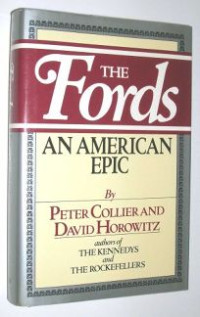 THE
Fords
AN AMERICAN
EPIC
By
PETER COLLIER AND
DAVID HOROWITZ
authors of
THE KENNEDYS
and
THE ROCKEFELLERS